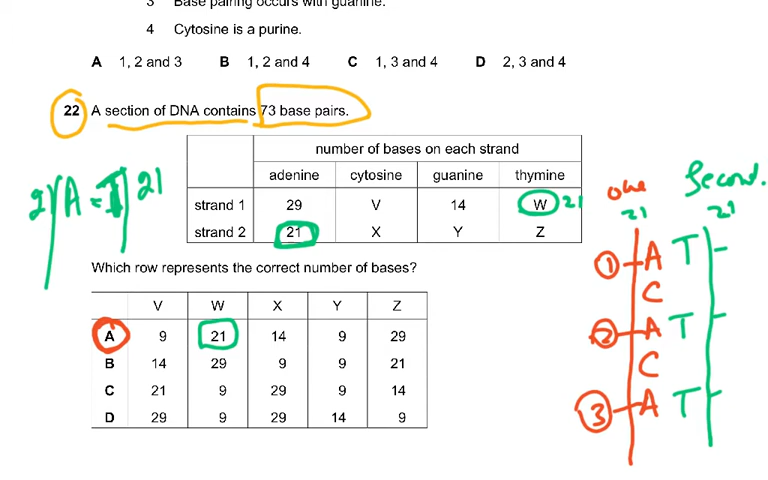 3 Base pairing occurs with guanine.
4 Cytosine is a purine.
A 1, 2 and 3 B 1, 2 and 4 C 1, 3 and 4 D 2, 3 and 4
22 A section of DNA contains 73 base pairs.
number of bases on each strand
adenine cytosine guanine thymine
strand 1 29 V 14 W 21
strand 2 21 X Y Z
21 A = T 21
one Second.
21 21
Which row represents the correct number of bases?
V W X Y Z
A 9 21 14 9 29
B 14 29 9 9 21
C 21 9 29 9 14
D 29 9 29 14 9
1 A T
C
2 A T
C
3 A T